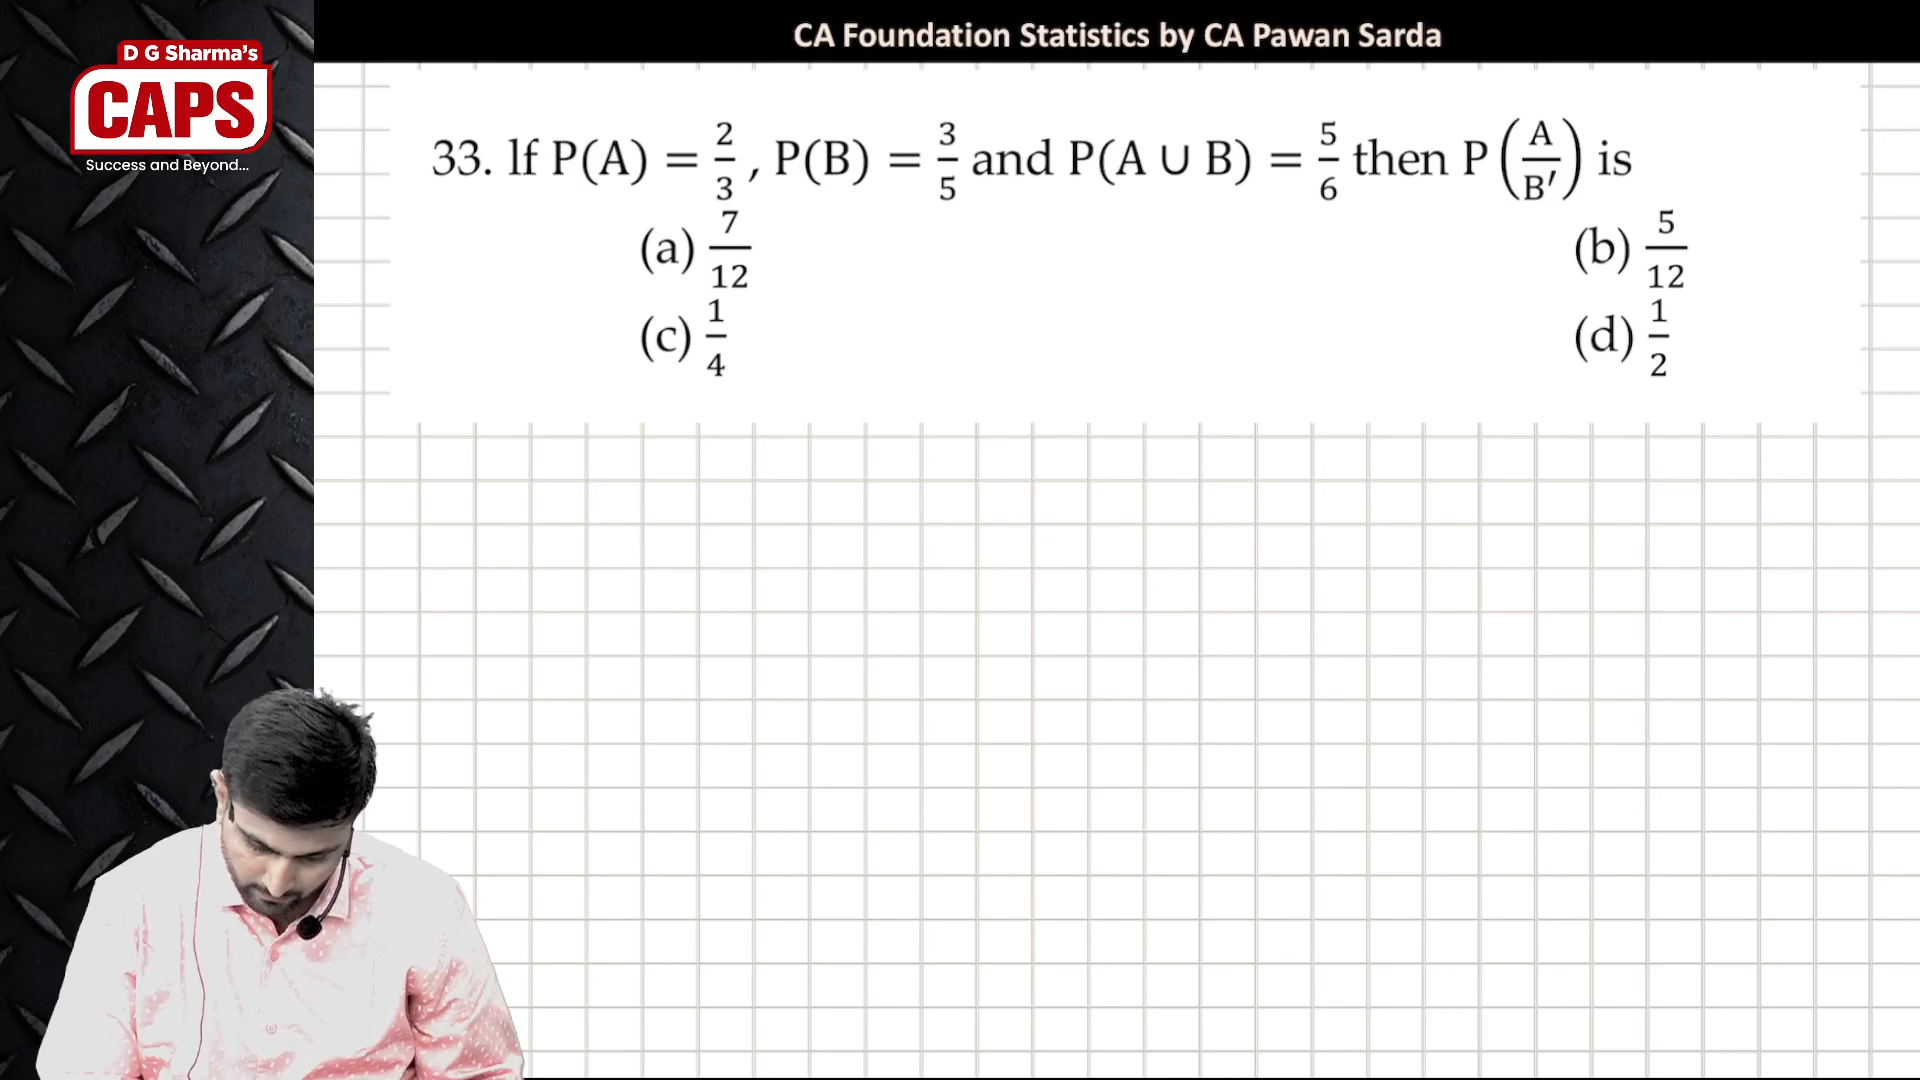 CA Foundation Statistics by CA Pawan Sarda
D G Sharma's
CAPS
Success and Beyond...
33. lf P(A) = 2/3 , P(B) = 3/5 and P(A ∪ B) = 5/6 then P(A/B′) is
(a) 7/12 (b) 5/12
(c) 1/4 (d) 1/2